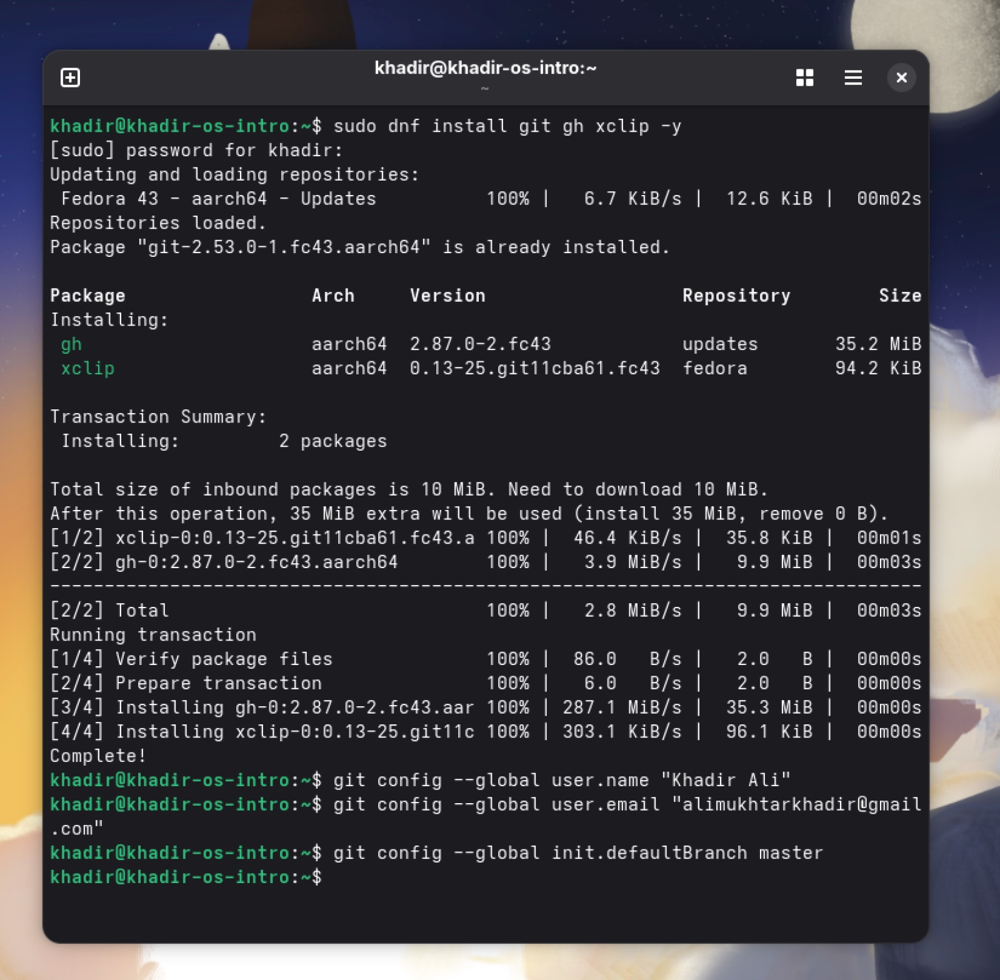 khadir@khadir-os-intro:~
~
khadir@khadir-os-intro:~$ sudo dnf install git gh xclip -y
[sudo] password for khadir:
Updating and loading repositories:
 Fedora 43 - aarch64 - Updates          100% |   6.7 KiB/s |  12.6 KiB |  00m02s
Repositories loaded.
Package "git-2.53.0-1.fc43.aarch64" is already installed.

Package                 Arch     Version                   Repository        Size
Installing:
 gh                     aarch64  2.87.0-2.fc43             updates       35.2 MiB
 xclip                  aarch64  0.13-25.git11cba61.fc43   fedora        94.2 KiB

Transaction Summary:
 Installing:         2 packages

Total size of inbound packages is 10 MiB. Need to download 10 MiB.
After this operation, 35 MiB extra will be used (install 35 MiB, remove 0 B).
[1/2] xclip-0:0.13-25.git11cba61.fc43.a 100% |  46.4 KiB/s |  35.8 KiB |  00m01s
[2/2] gh-0:2.87.0-2.fc43.aarch64        100% |   3.9 MiB/s |   9.9 MiB |  00m03s
--------------------------------------------------------------------------------
[2/2] Total                             100% |   2.8 MiB/s |   9.9 MiB |  00m03s
Running transaction
[1/4] Verify package files              100% |  86.0   B/s |   2.0   B |  00m00s
[2/4] Prepare transaction               100% |   6.0   B/s |   2.0   B |  00m00s
[3/4] Installing gh-0:2.87.0-2.fc43.aar 100% | 287.1 MiB/s |  35.3 MiB |  00m00s
[4/4] Installing xclip-0:0.13-25.git11c 100% | 303.1 KiB/s |  96.1 KiB |  00m00s
Complete!
khadir@khadir-os-intro:~$ git config --global user.name "Khadir Ali"
khadir@khadir-os-intro:~$ git config --global user.email "alimukhtarkhadir@gmail
.com"
khadir@khadir-os-intro:~$ git config --global init.defaultBranch master
khadir@khadir-os-intro:~$